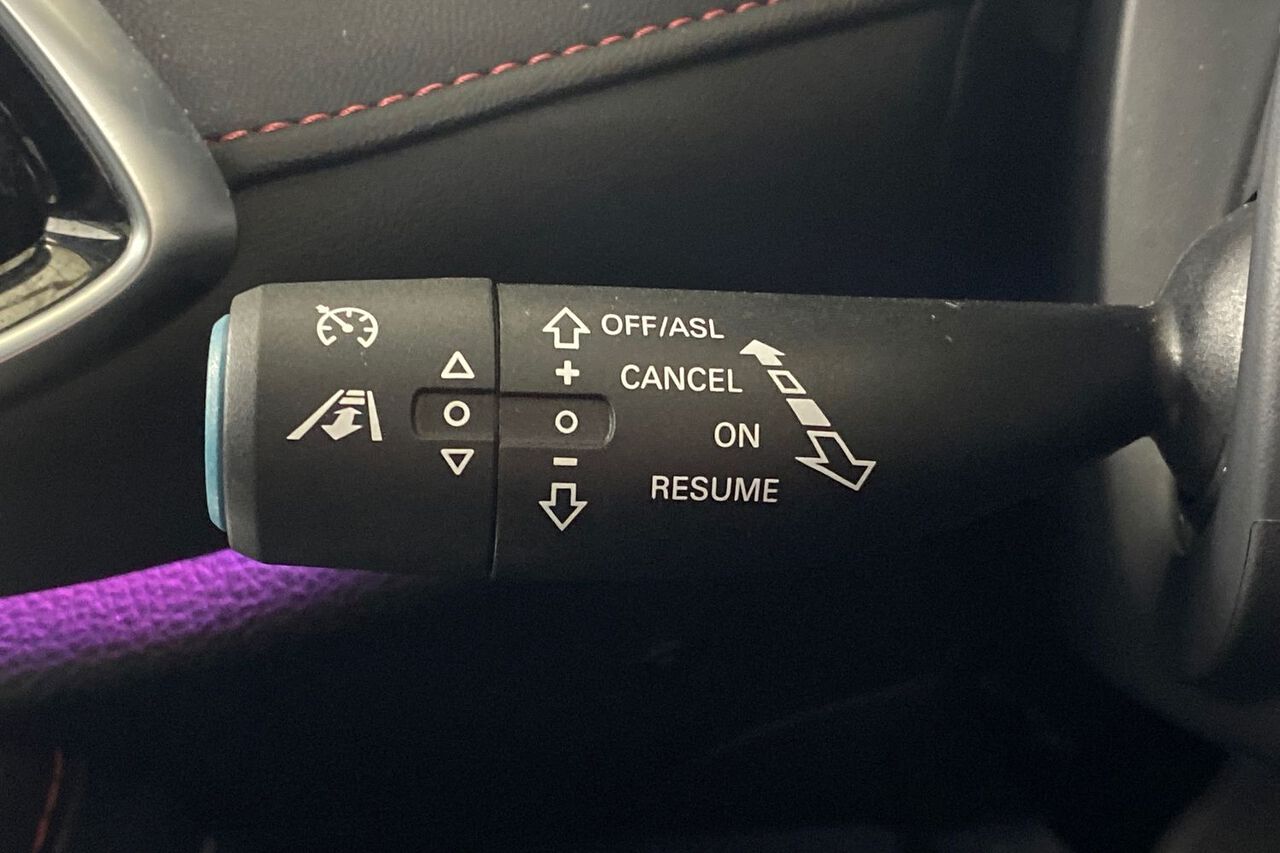 OFF/ASL
+
CANCEL
O O
ON
−
RESUME